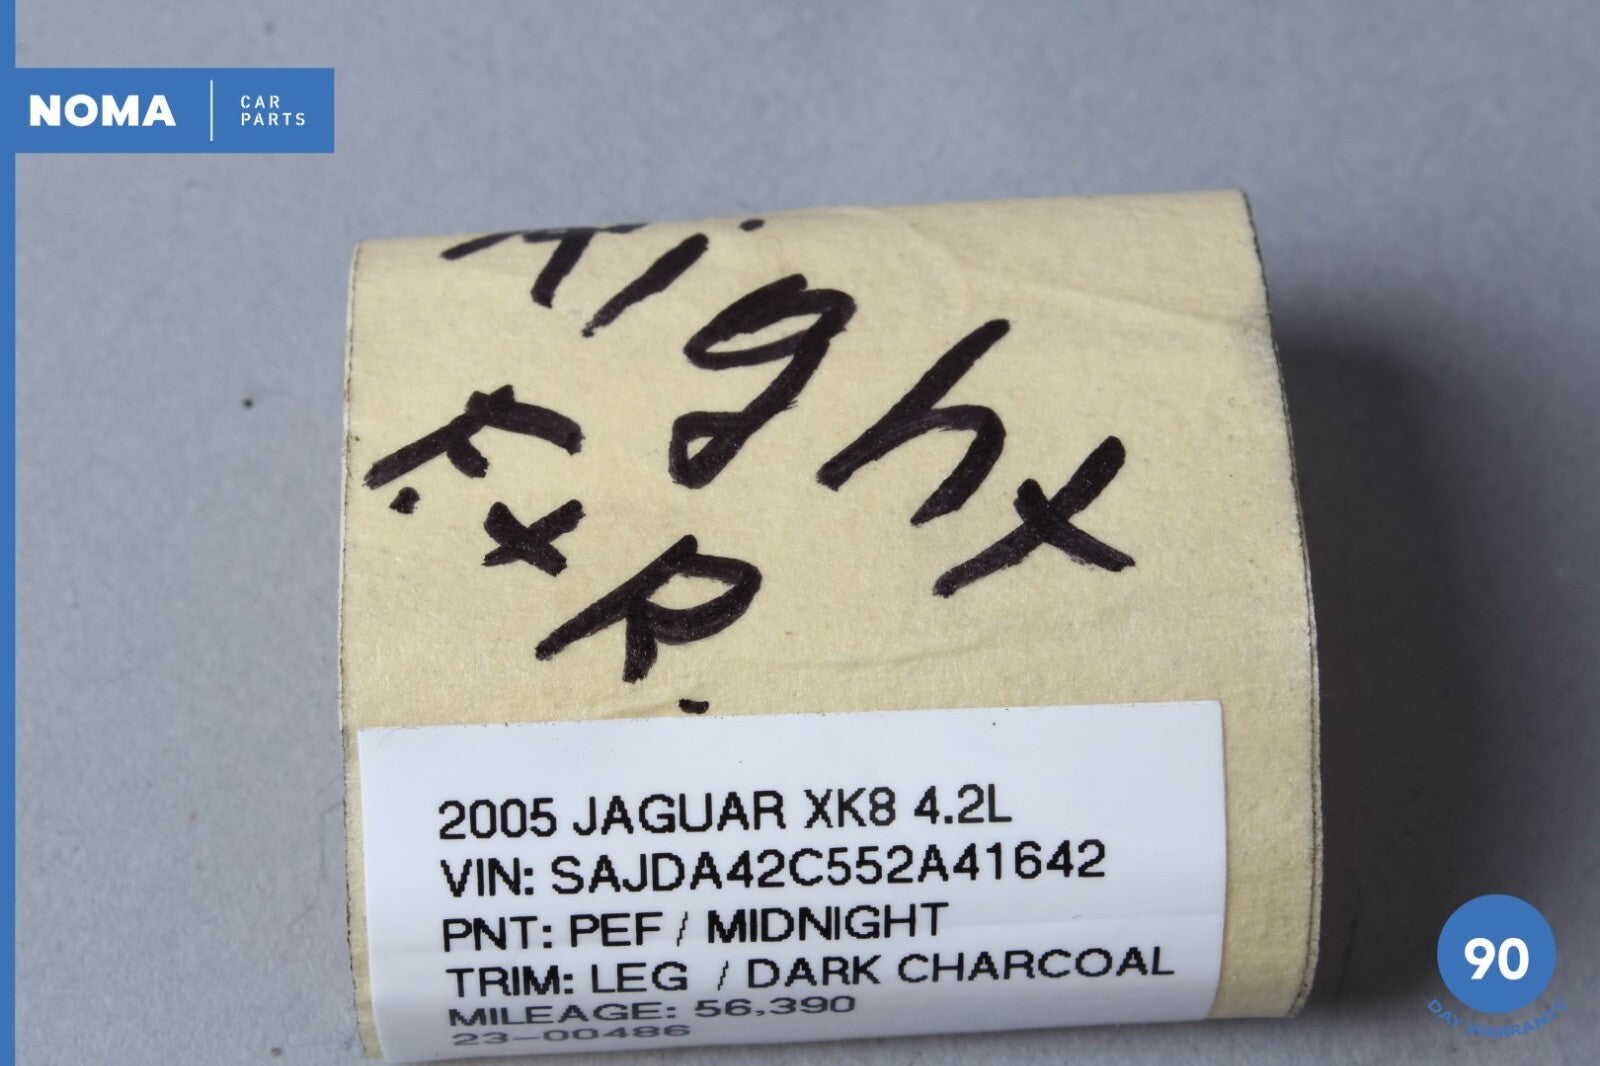 NOMA
CAR
PARTS
Right
F.
x
R.
2005 JAGUAR XK8 4.2L
VIN: SAJDA42C552A41642
PNT: PEF / MIDNIGHT
TRIM: LEG / DARK CHARCOAL
MILEAGE: 56,390
23-00486
90
DAY WARRANTY